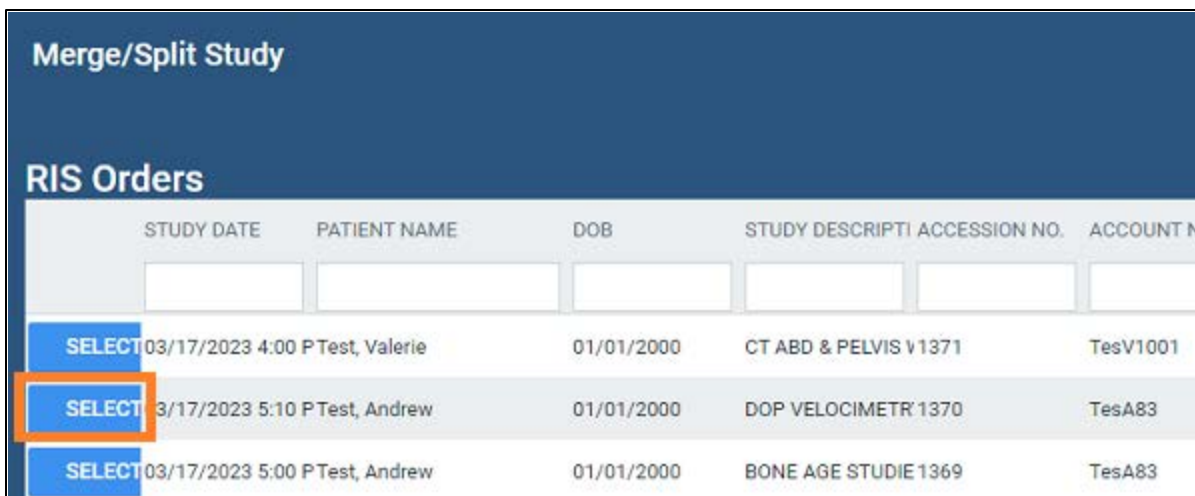 Merge/Split Study
RIS Orders
STUDY DATE PATIENT NAME DOB STUDY DESCRIPTI ACCESSION NO. ACCOUNT N
SELECT 03/17/2023 4:00 P Test, Valerie 01/01/2000 CT ABD & PELVIS 1371 TesV1001
SELECT 3/17/2023 5:10 P Test, Andrew 01/01/2000 DOP VELOCIMETR 1370 TesA83
SELECT 03/17/2023 5:00 P Test, Andrew 01/01/2000 BONE AGE STUDIE 1369 TesA83